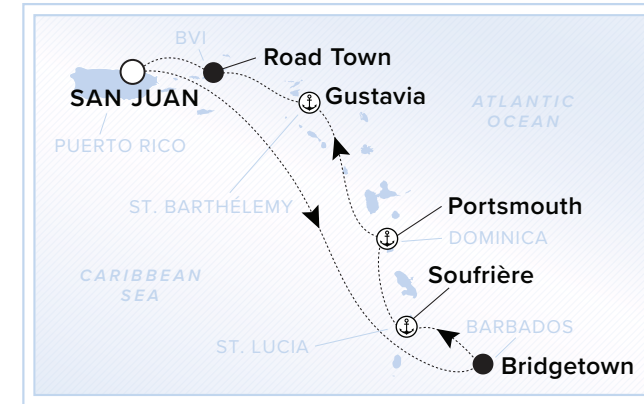 BVI
Road Town
SAN JUAN
Gustavia
ATLANTIC
OCEAN
PUERTO RICO
ST. BARTHÉLEMY
Portsmouth
DOMINICA
CARIBBEAN
SEA
Soufrière
ST. LUCIA
BARBADOS
Bridgetown